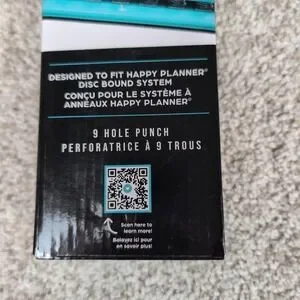 DESIGNED TO FIT HAPPY PLANNER®
DISC BOUND SYSTEM
CONÇU POUR LE SYSTÈME À
ANNEAUX HAPPY PLANNER®
9 HOLE PUNCH
PERFORATRICE À 9 TROUS
Scan here to
learn more!
Balayez ici pour
en savoir plus!